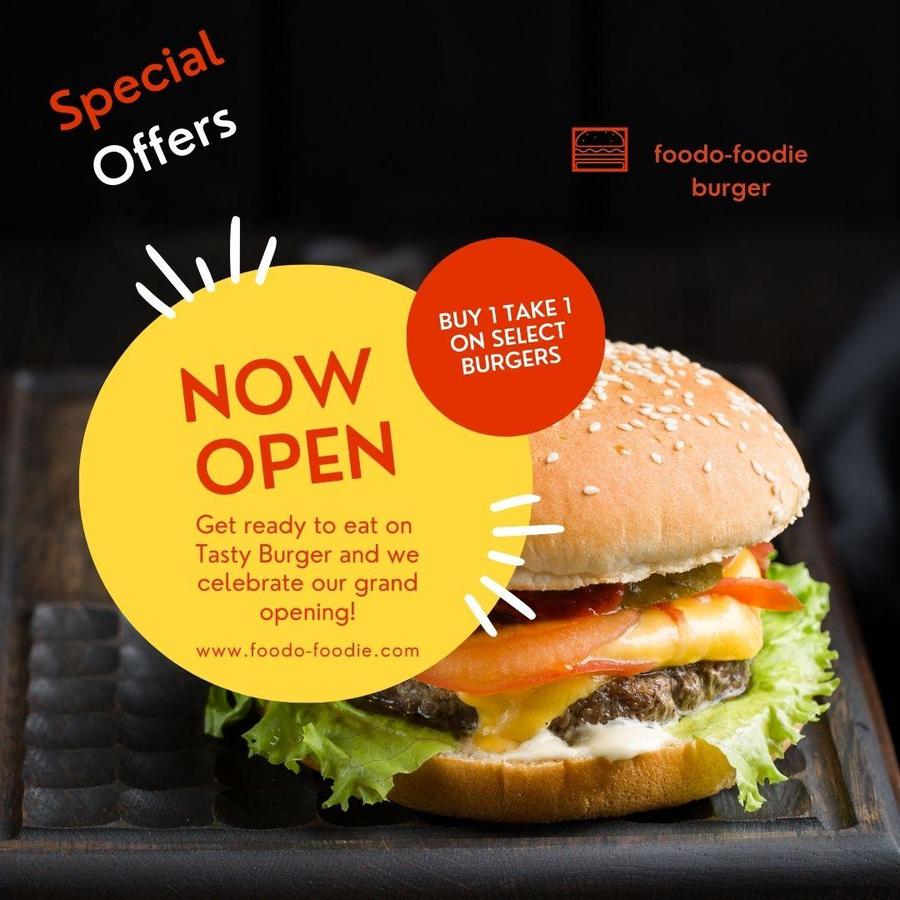 Special
Offers
foodo-foodie
burger
BUY 1 TAKE 1
ON SELECT
BURGERS
NOW
OPEN
Get ready to eat on
Tasty Burger and we
celebrate our grand
opening!
www.foodo-foodie.com